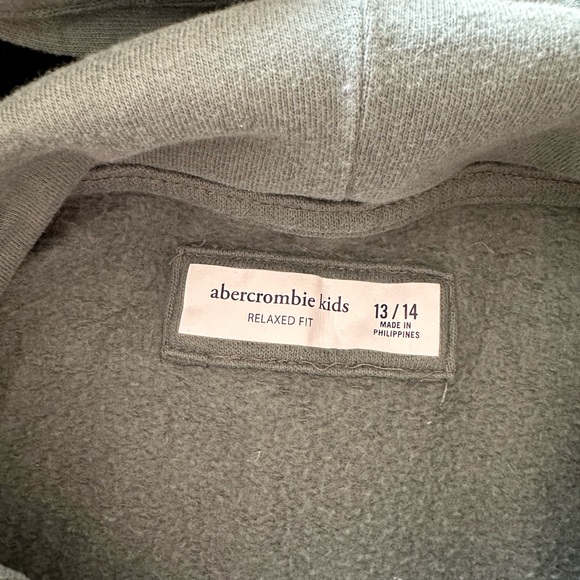 abercrombie kids
RELAXED FIT
13 / 14
MADE IN
PHILIPPINES